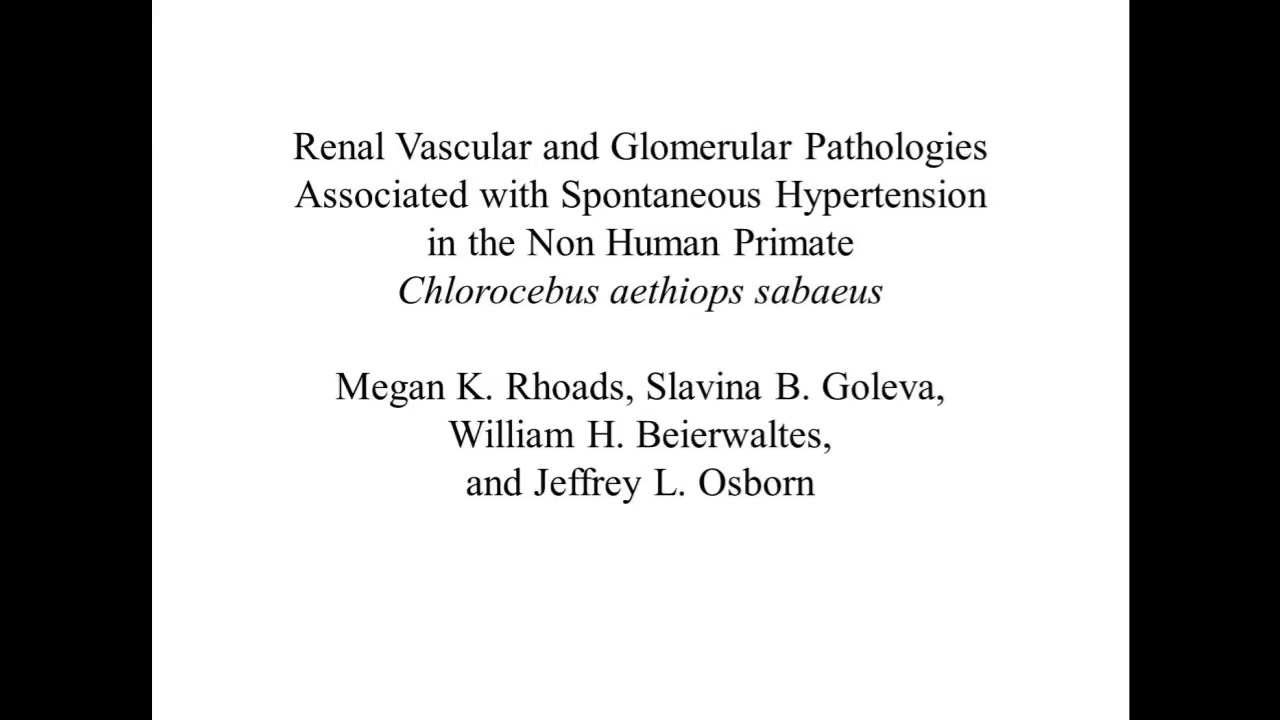 Renal Vascular and Glomerular Pathologies
Associated with Spontaneous Hypertension
in the Non Human Primate
Chlorocebus aethiops sabaeus
Megan K. Rhoads, Slavina B. Goleva,
William H. Beierwaltes,
and Jeffrey L. Osborn